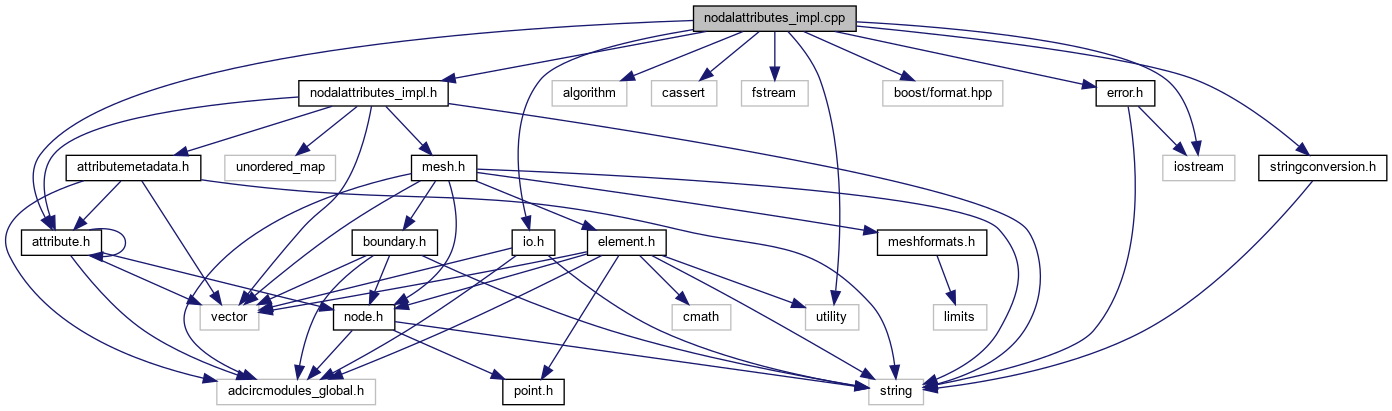 nodalattributes_impl.cpp
nodalattributes_impl.h
algorithm
cassert
fstream
boost/format.hpp
error.h
attributemetadata.h
unordered_map
mesh.h
iostream
stringconversion.h
attribute.h
boundary.h
io.h
element.h
meshformats.h
vector
node.h
cmath
utility
limits
adcircmodules_global.h
point.h
string